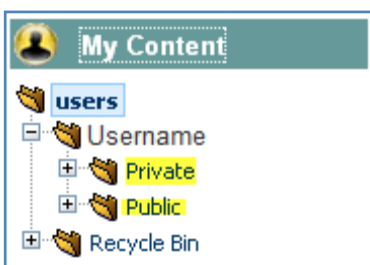 My Content
users
Username
Private
Public
Recycle Bin